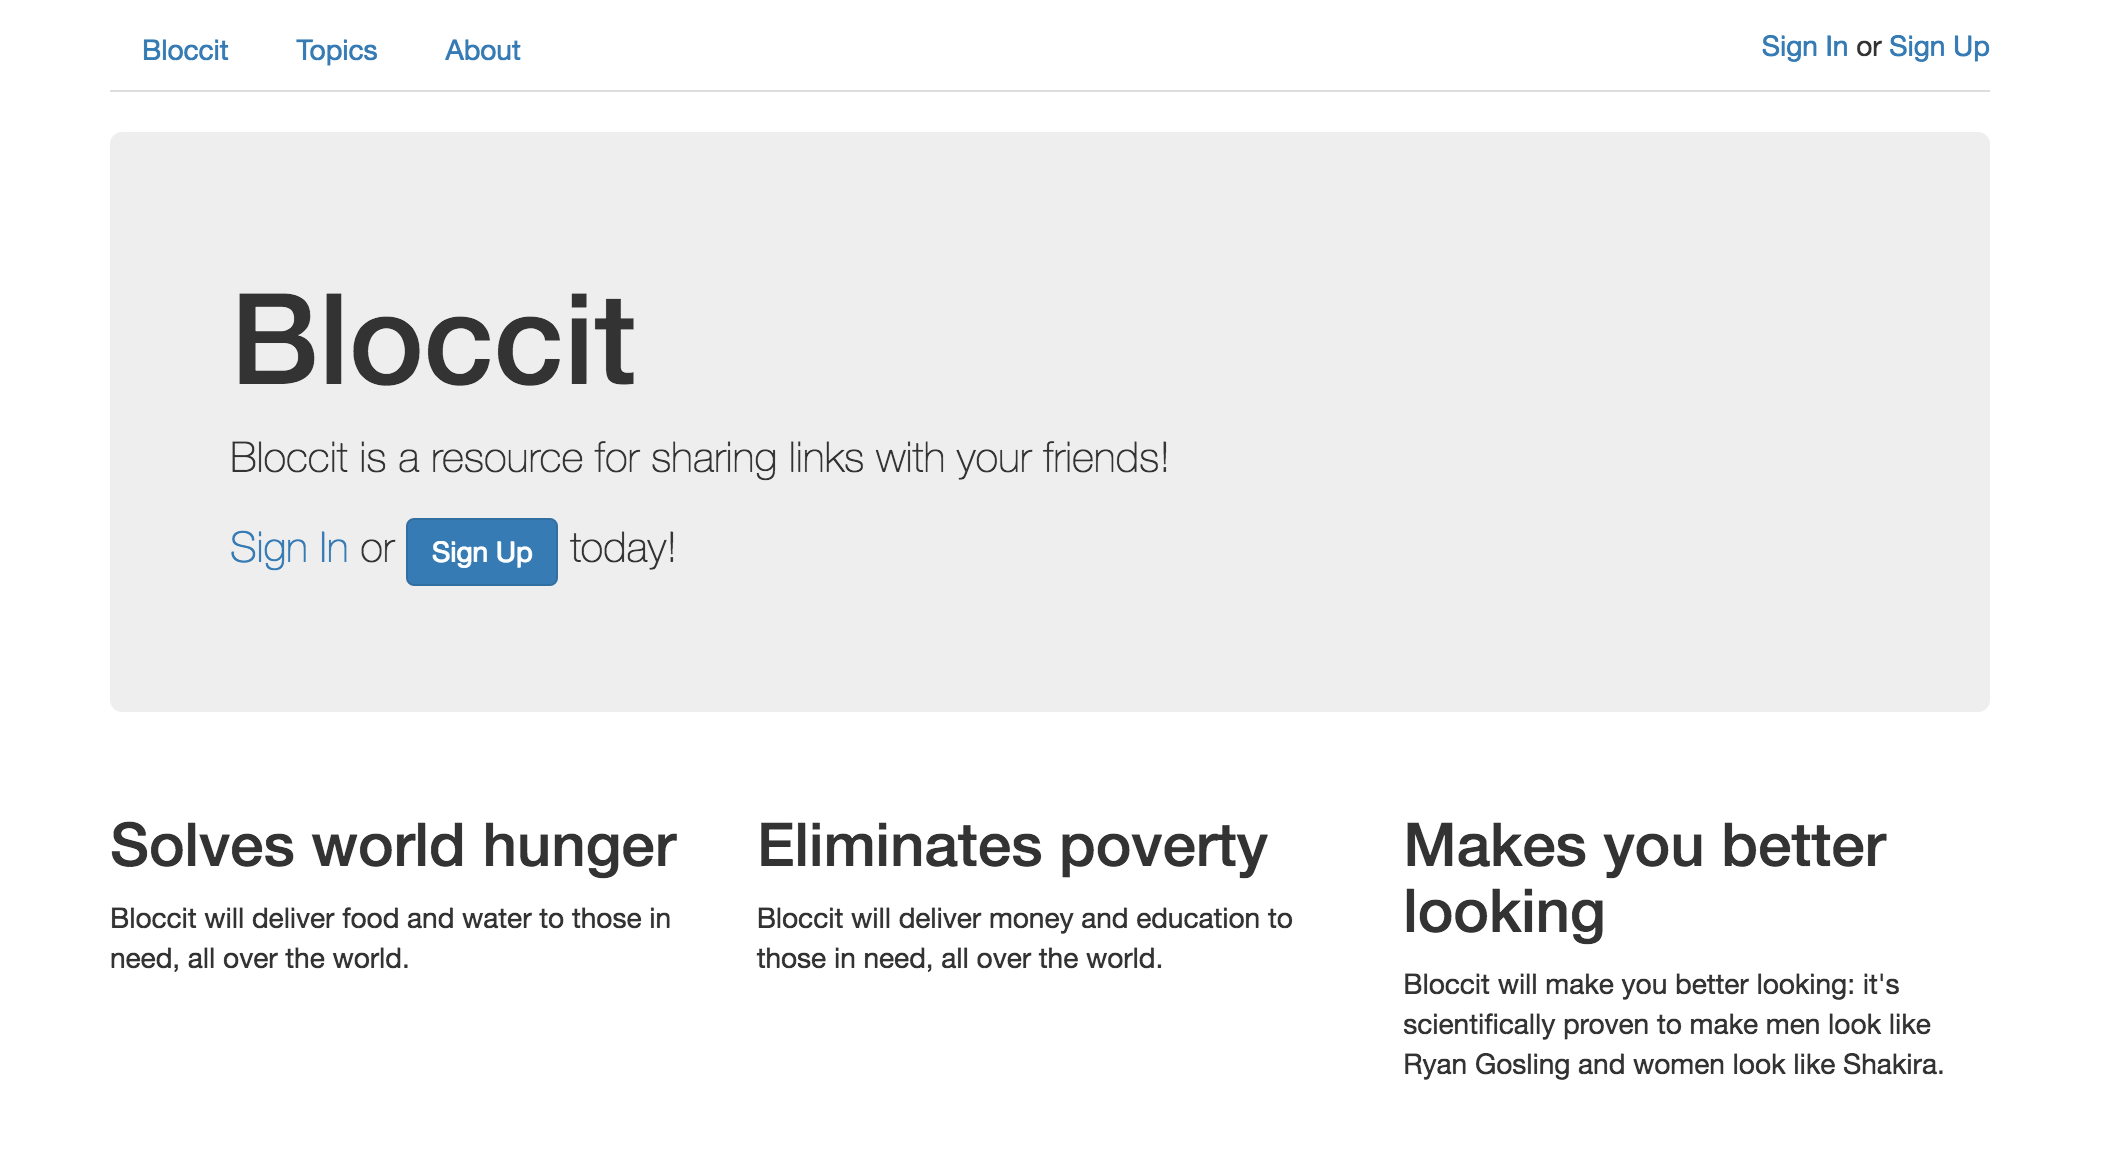 Bloccit Topics About Sign In or Sign Up
Bloccit
Bloccit is a resource for sharing links with your friends!
Sign In or Sign Up today!
Solves world hunger
Bloccit will deliver food and water to those in
need, all over the world.
Eliminates poverty
Bloccit will deliver money and education to
those in need, all over the world.
Makes you better
looking
Bloccit will make you better looking: it's
scientifically proven to make men look like
Ryan Gosling and women look like Shakira.